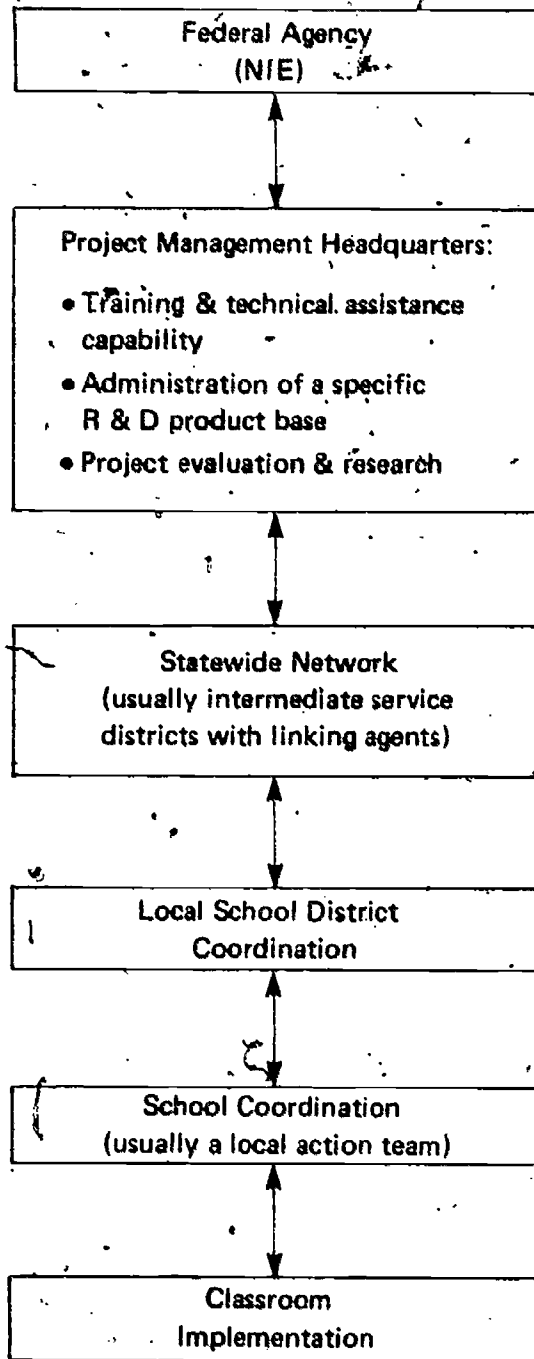 Federal Agency
(NIE)
Project Management Headquarters:
• Training & technical assistance
capability
• Administration of a specific
R & D product base
• Project evaluation & research
Statewide Network
(usually intermediate service
districts with linking agents)
Local School District
Coordination
School Coordination
(usually a local action team)
Classroom
Implementation